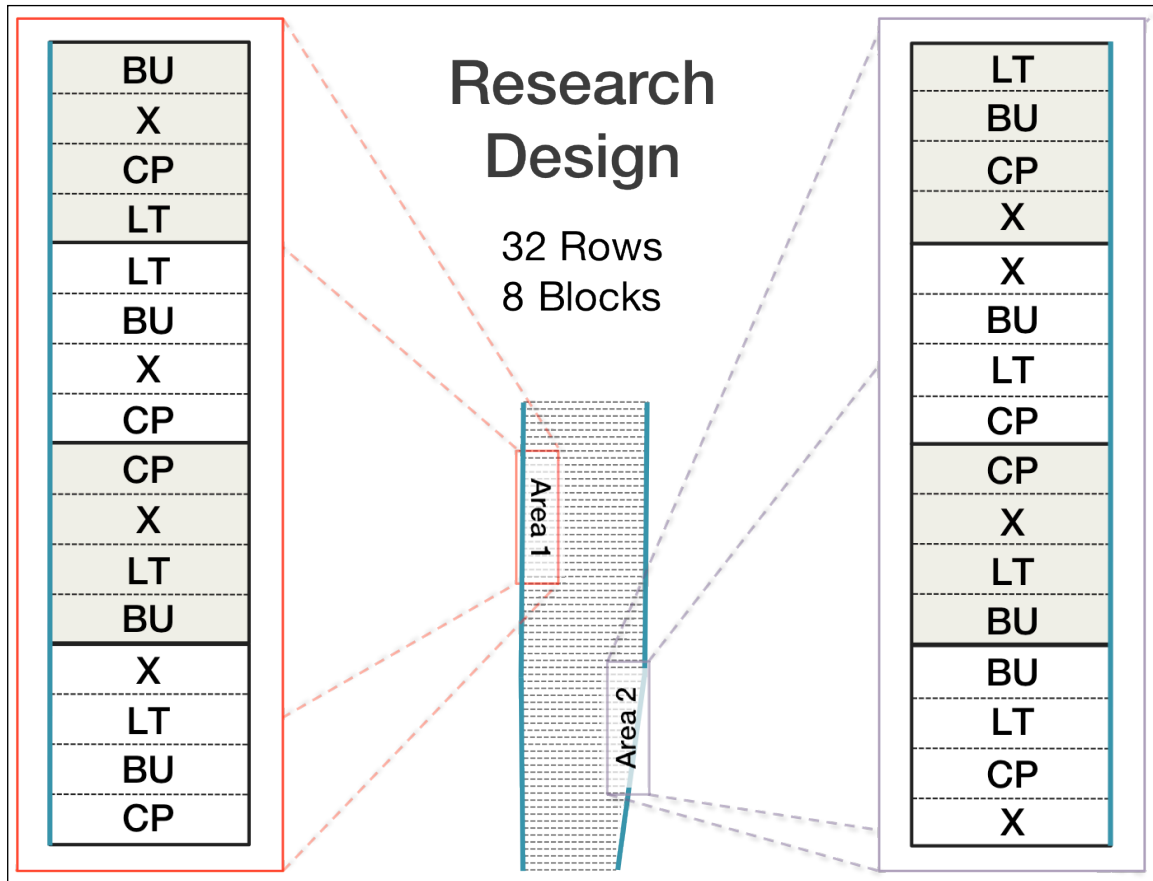 Research
Design
32 Rows
8 Blocks
BU
X
CP
LT
LT
BU
X
CP
CP
X
LT
BU
X
LT
BU
CP
Area 1
Area 2
LT
BU
CP
X
X
BU
LT
CP
CP
X
LT
BU
BU
LT
CP
X